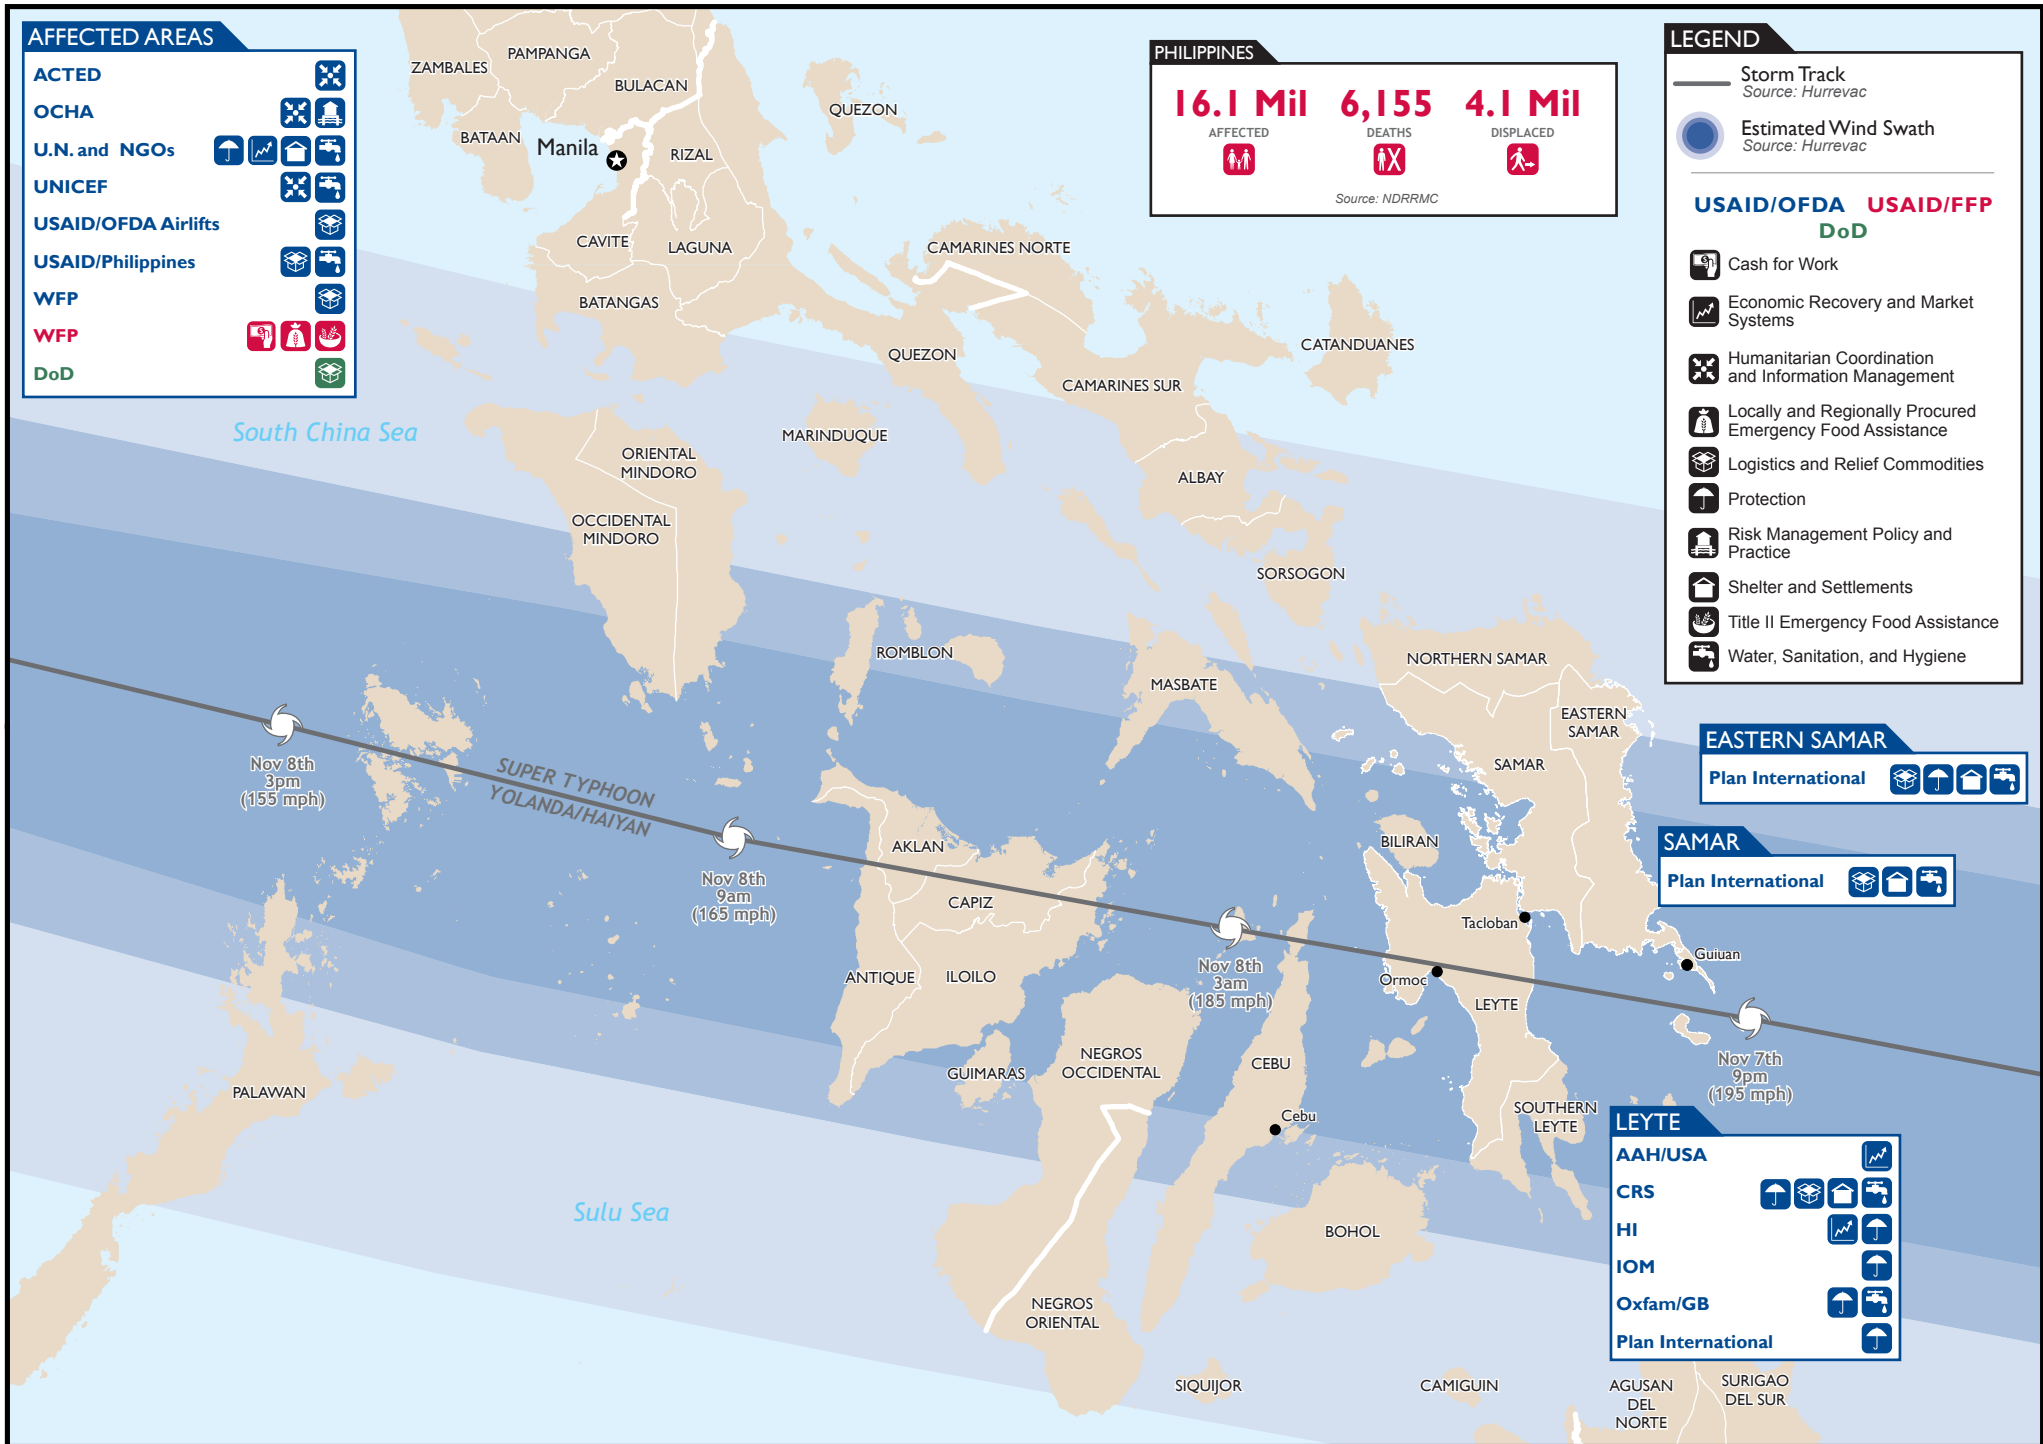 AFFECTED AREAS
ACTED
OCHA
U.N. and NGOs
UNICEF
USAID/OFDA Airlifts
USAID/Philippines
WFP
WFP
DoD
PHILIPPINES
16.1 Mil 6,155 4.1 Mil
AFFECTED DEATHS DISPLACED
Source: NDRRMC
LEGEND
Storm Track
Source: Hurrevac
Estimated Wind Swath
Source: Hurrevac
USAID/OFDA USAID/FFP
DoD
Cash for Work
Economic Recovery and Market
Systems
Humanitarian Coordination
and Information Management
Locally and Regionally Procured
Emergency Food Assistance
Logistics and Relief Commodities
Protection
Risk Management Policy and
Practice
Shelter and Settlements
Title II Emergency Food Assistance
Water, Sanitation, and Hygiene
ZAMBALES
PAMPANGA
BULACAN
QUEZON
BATAAN
Manila
RIZAL
CAVITE
LAGUNA
CAMARINES NORTE
BATANGAS
QUEZON
CATANDUANES
CAMARINES SUR
South China Sea
MARINDUQUE
ORIENTAL
MINDORO
ALBAY
OCCIDENTAL
MINDORO
SORSOGON
ROMBLON
MASBATE
NORTHERN SAMAR
EASTERN
SAMAR
SAMAR
Nov 8th
3pm
(155 mph)
SUPER TYPHOON
YOLANDA/HAIYAN
Nov 8th
9am
(165 mph)
AKLAN
CAPIZ
ANTIQUE
ILOILO
BILIRAN
Tacloban
Guiuan
Nov 8th
3am
(185 mph)
Ormoc
LEYTE
Nov 7th
9pm
(195 mph)
PALAWAN
GUIMARAS
NEGROS
OCCIDENTAL
CEBU
Cebu
SOUTHERN
LEYTE
Sulu Sea
BOHOL
NEGROS
ORIENTAL
SIQUIJOR
CAMIGUIN
AGUSAN
DEL
NORTE
SURIGAO
DEL SUR
EASTERN SAMAR
Plan International
SAMAR
Plan International
LEYTE
AAH/USA
CRS
HI
IOM
Oxfam/GB
Plan International